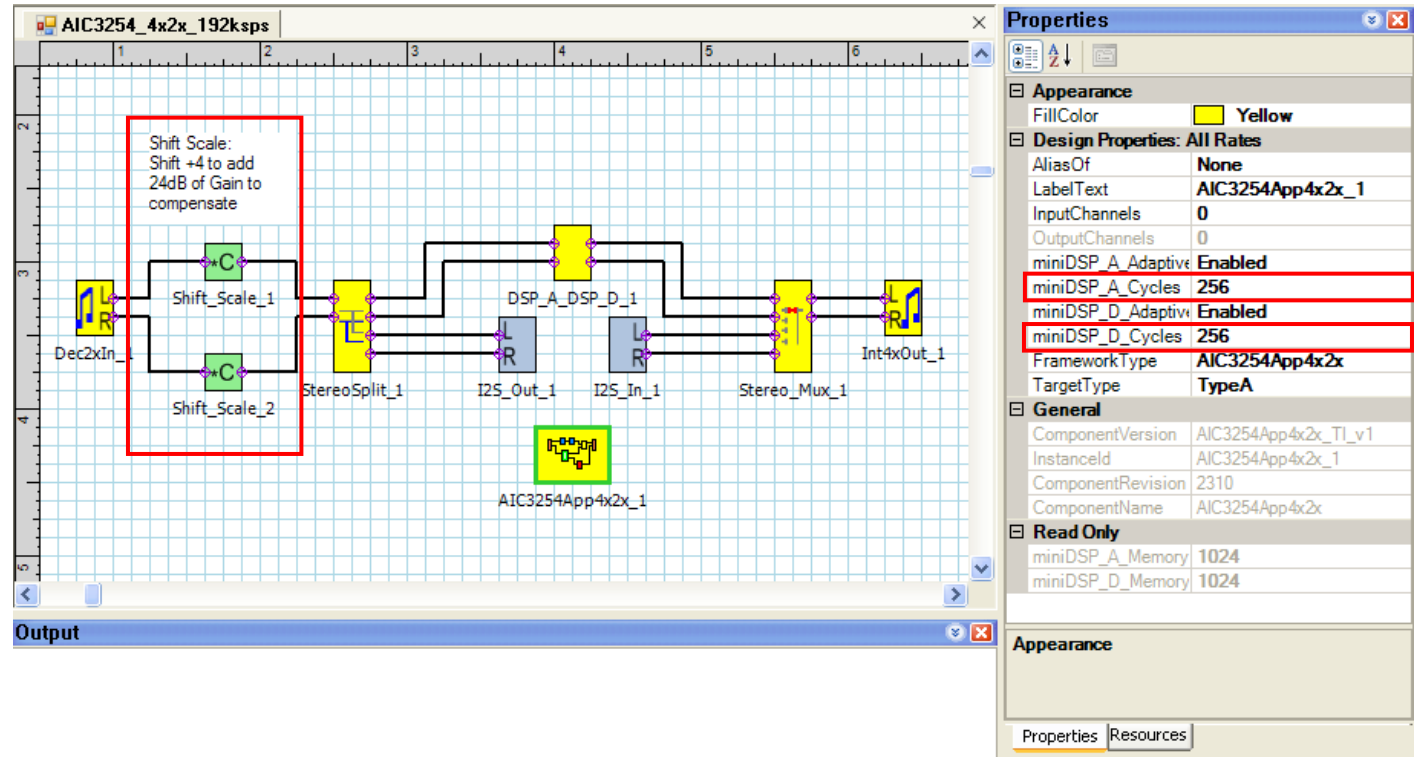 AIC3254_4x2x_192ksps
Properties
1
2
3
4
5
6
2
3
4
5
Shift Scale:
Shift +4 to add
24dB of Gain to
compensate
*C
Shift_Scale_1
L
R
Dec2xIn_1
*C
Shift_Scale_2
StereoSplit_1
DSP_A_DSP_D_1
L
R
I2S_Out_1
L
R
I2S_In_1
Stereo_Mux_1
L
R
Int4xOut_1
AIC3254App4x2x_1
Output
A
Z
Appearance
FillColor Yellow
Design Properties: All Rates
AliasOf None
LabelText AIC3254App4x2x_1
InputChannels 0
OutputChannels 0
miniDSP_A_Adaptive Enabled
miniDSP_A_Cycles 256
miniDSP_D_Adaptive Enabled
miniDSP_D_Cycles 256
FrameworkType AIC3254App4x2x
TargetType TypeA
General
ComponentVersion AIC3254App4x2x_TI_v1
InstanceId AIC3254App4x2x_1
ComponentRevision 2310
ComponentName AIC3254App4x2x
Read Only
miniDSP_A_Memory 1024
miniDSP_D_Memory 1024
Appearance
Properties Resources